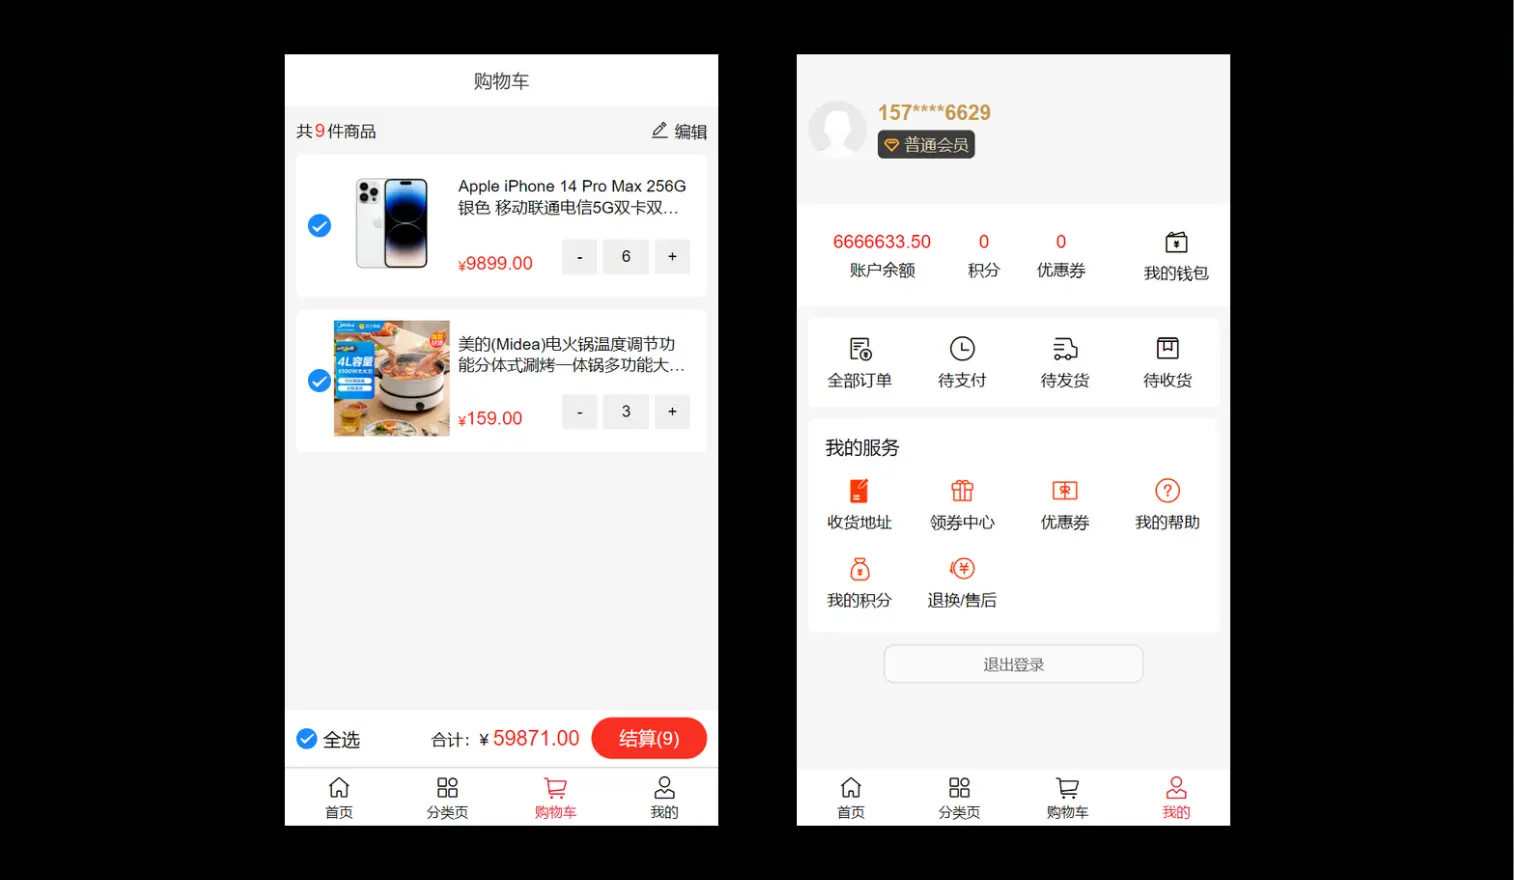 购物车
共9件商品
编辑
Apple iPhone 14 Pro Max 256G
银色 移动联通电信5G双卡双...
¥9899.00
- 6 +
4L容量
美的(Midea)电火锅温度调节功
能分体式涮烤一体锅多功能大...
¥159.00
- 3 +
全选
合计：¥ 59871.00
结算(9)
首页
分类页
购物车
我的
157****6629
普通会员
6666633.50
账户余额
0
积分
0
优惠券
我的钱包
全部订单
待支付
待发货
待收货
我的服务
收货地址
领券中心
优惠券
我的帮助
我的积分
退换/售后
退出登录
首页
分类页
购物车
我的